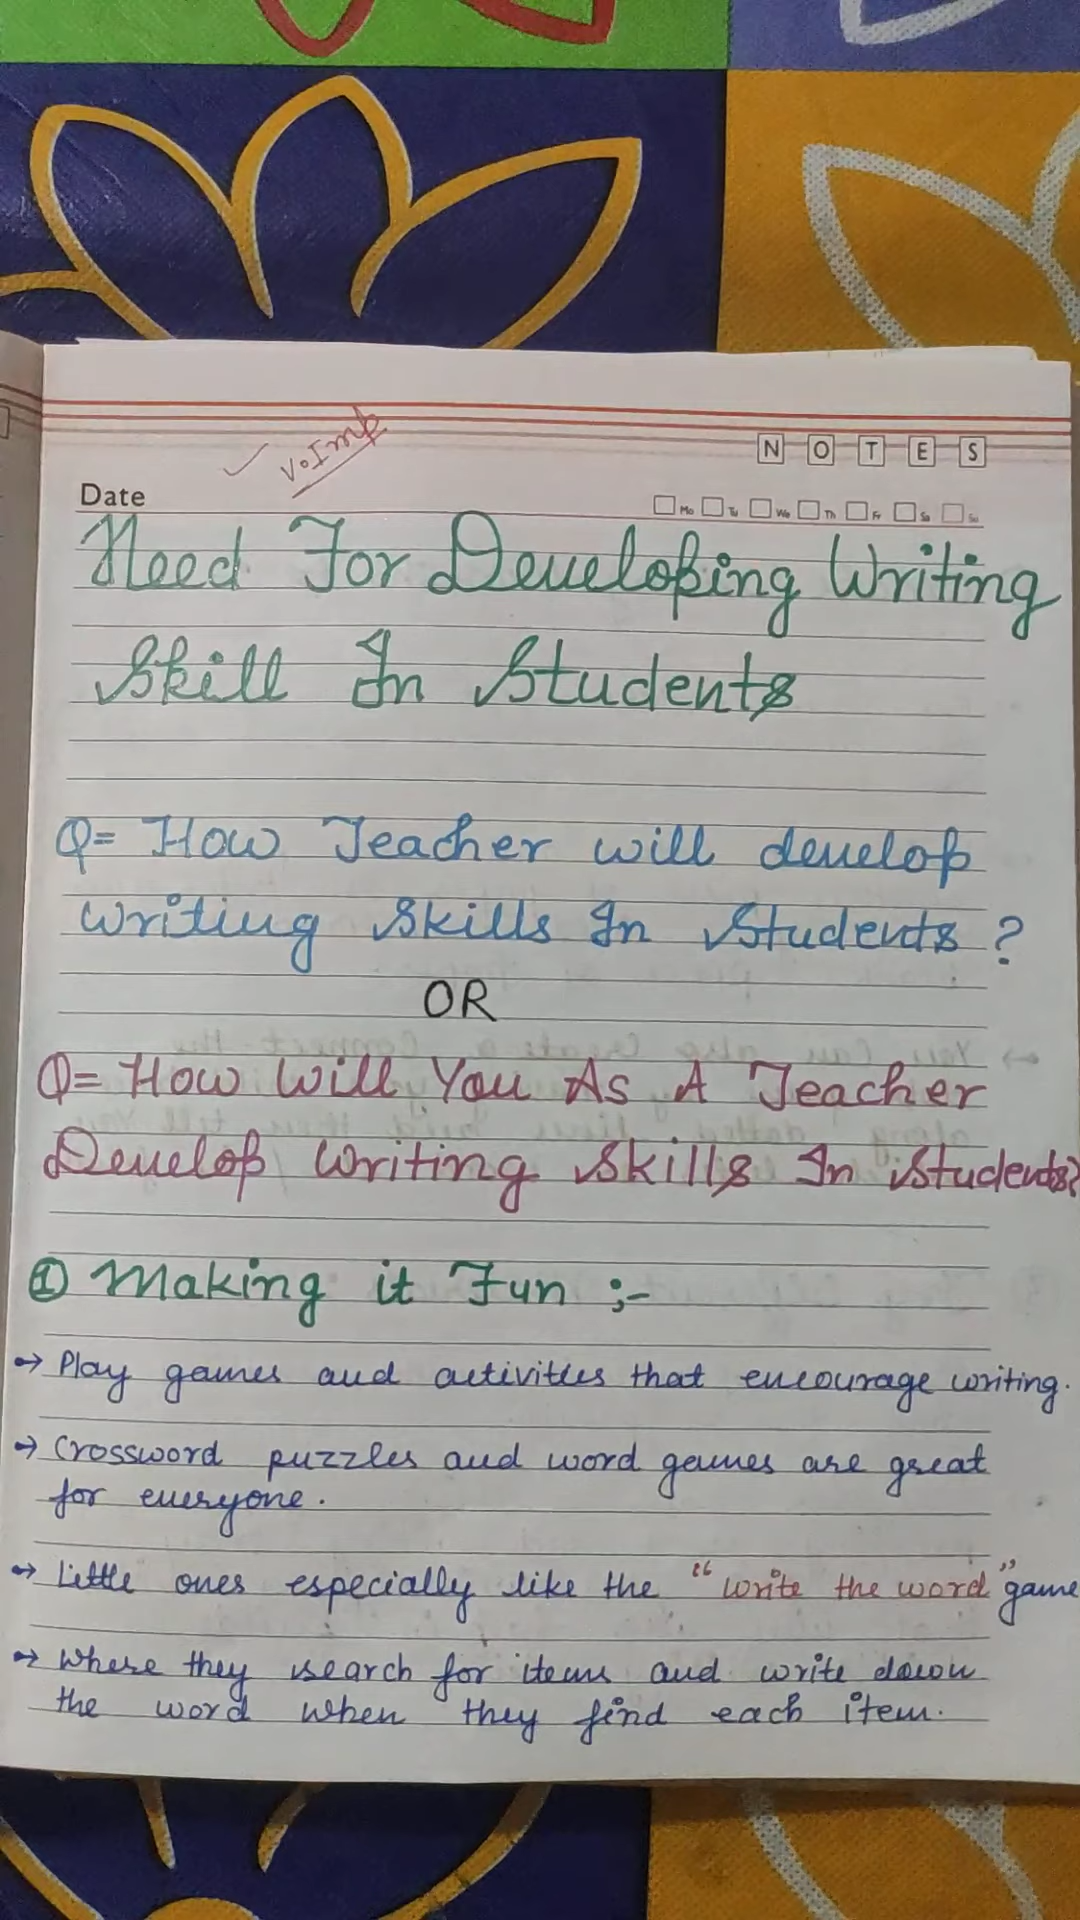 ✓ V.Imp
N O T E S
Date
Mo Tu We Th Fr Sa Su
Need For Developing Writing
Skill In Students
Q= How Teacher will develop
writing Skills In Students ?
OR
Q= How Will You As A Teacher
Develop Writing Skills In Students?
① Making it Fun :-
→ Play games and activities that encourage writing.
→ Crossword puzzles and word games are great
for everyone.
→ Little ones especially like the "write the word" game
→ Where they search for items and write down
the word when they find each item.